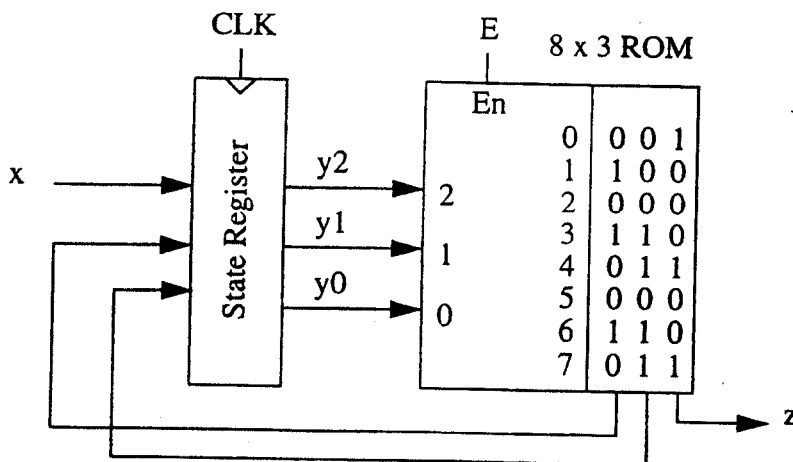 CLK
E
8 x 3 ROM
En
0 0 0 1
1 1 0 0
2 0 0 0
3 1 1 0
4 0 1 1
5 0 0 0
6 1 1 0
7 0 1 1
x
State Register
y2
2
y1
1
y0
0
z